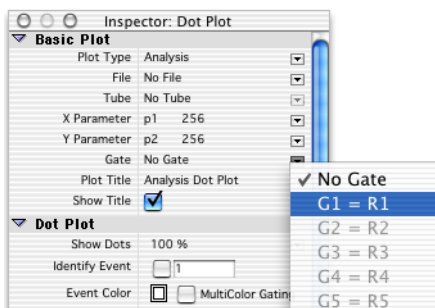 Inspector: Dot Plot
Basic Plot
Plot Type Analysis
File No File
Tube No Tube
X Parameter p1 256
Y Parameter p2 256
Gate No Gate
Plot Title Analysis Dot Plot
Show Title
✓ No Gate
G1 = R1
G2 = R2
G3 = R3
G4 = R4
G5 = R5
Dot Plot
Show Dots 100 %
Identify Event 1
Event Color MultiColor Gating